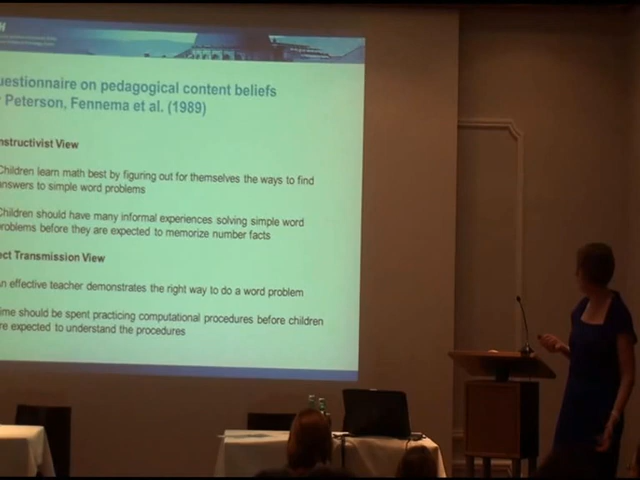 H
uestionnaire on pedagogical content beliefs
Peterson, Fennema et al. (1989)
nstructivist View
Children learn math best by figuring out for themselves the ways to find
answers to simple word problems
Children should have many informal experiences solving simple word
problems before they are expected to memorize number facts
ect Transmission View
n effective teacher demonstrates the right way to do a word problem
ime should be spent practicing computational procedures before children
re expected to understand the procedures